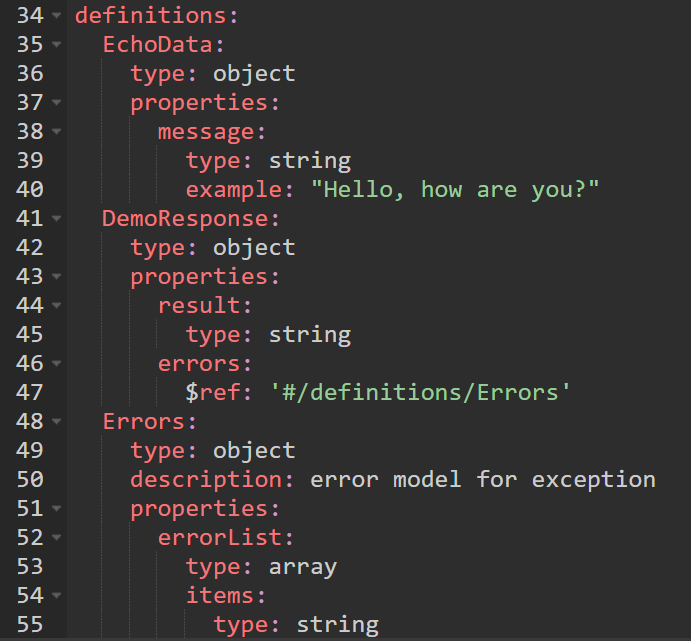 34 definitions:
35   EchoData:
36     type: object
37     properties:
38       message:
39         type: string
40         example: "Hello, how are you?"
41   DemoResponse:
42     type: object
43     properties:
44       result:
45         type: string
46       errors:
47         $ref: '#/definitions/Errors'
48   Errors:
49     type: object
50     description: error model for exception
51     properties:
52       errorList:
53         type: array
54         items:
55           type: string